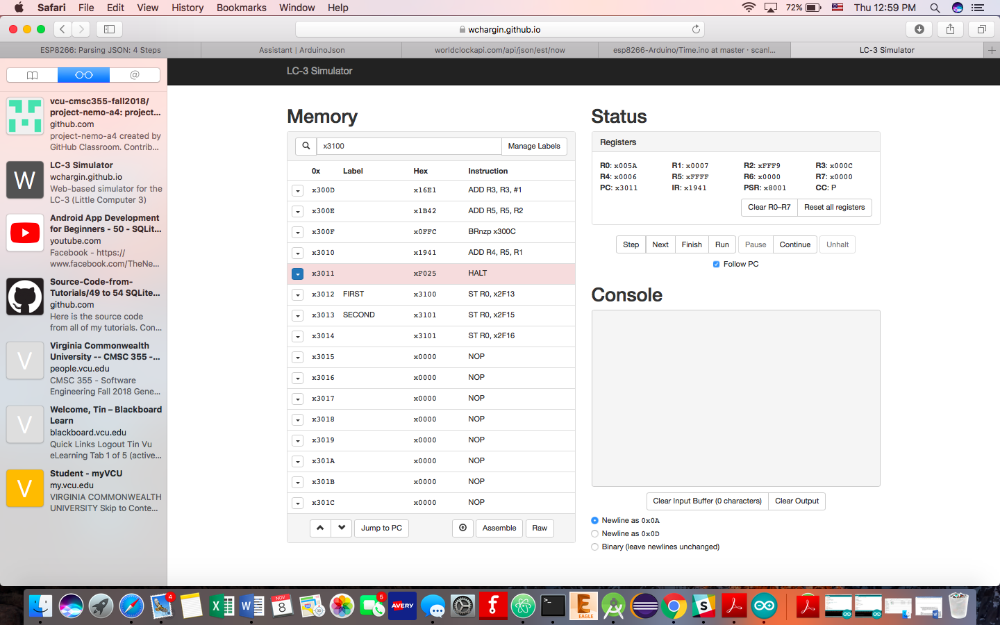 Safari File Edit View History Bookmarks Window Help 72% Thu 12:59 PM
wchargin.github.io
ESP8266: Parsing JSON: 4 Steps
Assistant | ArduinoJson
worldclockapi.com/api/json/est/now
esp8266-Arduino/Time.ino at master · scanl...
LC-3 Simulator
@
vcu-cmsc355-fall2018/
project-nemo-a4: project...
github.com
project-nemo-a4 created by
GitHub Classroom. Contrib...
W
LC-3 Simulator
wchargin.github.io
Web-based simulator for the
LC-3 (Little Computer 3)
Android App Development
for Beginners - 50 - SQLit...
youtube.com
Facebook - https://
www.facebook.com/TheNe...
Source-Code-from-
Tutorials/49 to 54 SQLite...
github.com
Here is the source code
from all of my tutorials. Con...
V
Virginia Commonwealth
University -- CMSC 355 -...
people.vcu.edu
CMSC 355 - Software
Engineering Fall 2018 Gene...
V
Welcome, Tin – Blackboard
Learn
blackboard.vcu.edu
Quick Links Logout Tin Vu
eLearning Tab 1 of 5 (active...
V
Student - myVCU
my.vcu.edu
VIRGINIA COMMONWEALTH
UNIVERSITY Skip to Conte...
LC-3 Simulator
Memory
x3100 Manage Labels
0x Label Hex Instruction
x300D x16E1 ADD R3, R3, #1
x300E x1B42 ADD R5, R5, R2
x300F x0FFC BRnzp x300C
x3010 x1941 ADD R4, R5, R1
x3011 xF025 HALT
x3012 FIRST x3100 ST R0, x2F13
x3013 SECOND x3101 ST R0, x2F15
x3014 x3101 ST R0, x2F16
x3015 x0000 NOP
x3016 x0000 NOP
x3017 x0000 NOP
x3018 x0000 NOP
x3019 x0000 NOP
x301A x0000 NOP
x301B x0000 NOP
x301C x0000 NOP
Jump to PC Assemble Raw
Status
Registers
R0: x005A R1: x0007 R2: xFFF9 R3: x000C
R4: x0006 R5: xFFFF R6: x0000 R7: x0000
PC: x3011 IR: x1941 PSR: x8001 CC: P
Clear R0–R7 Reset all registers
Step Next Finish Run Pause Continue Unhalt
Follow PC
Console
Clear Input Buffer (0 characters) Clear Output
Newline as 0x0A
Newline as 0x0D
Binary (leave newlines unchanged)
4
NOV
8
5
AVERY
EAGLE